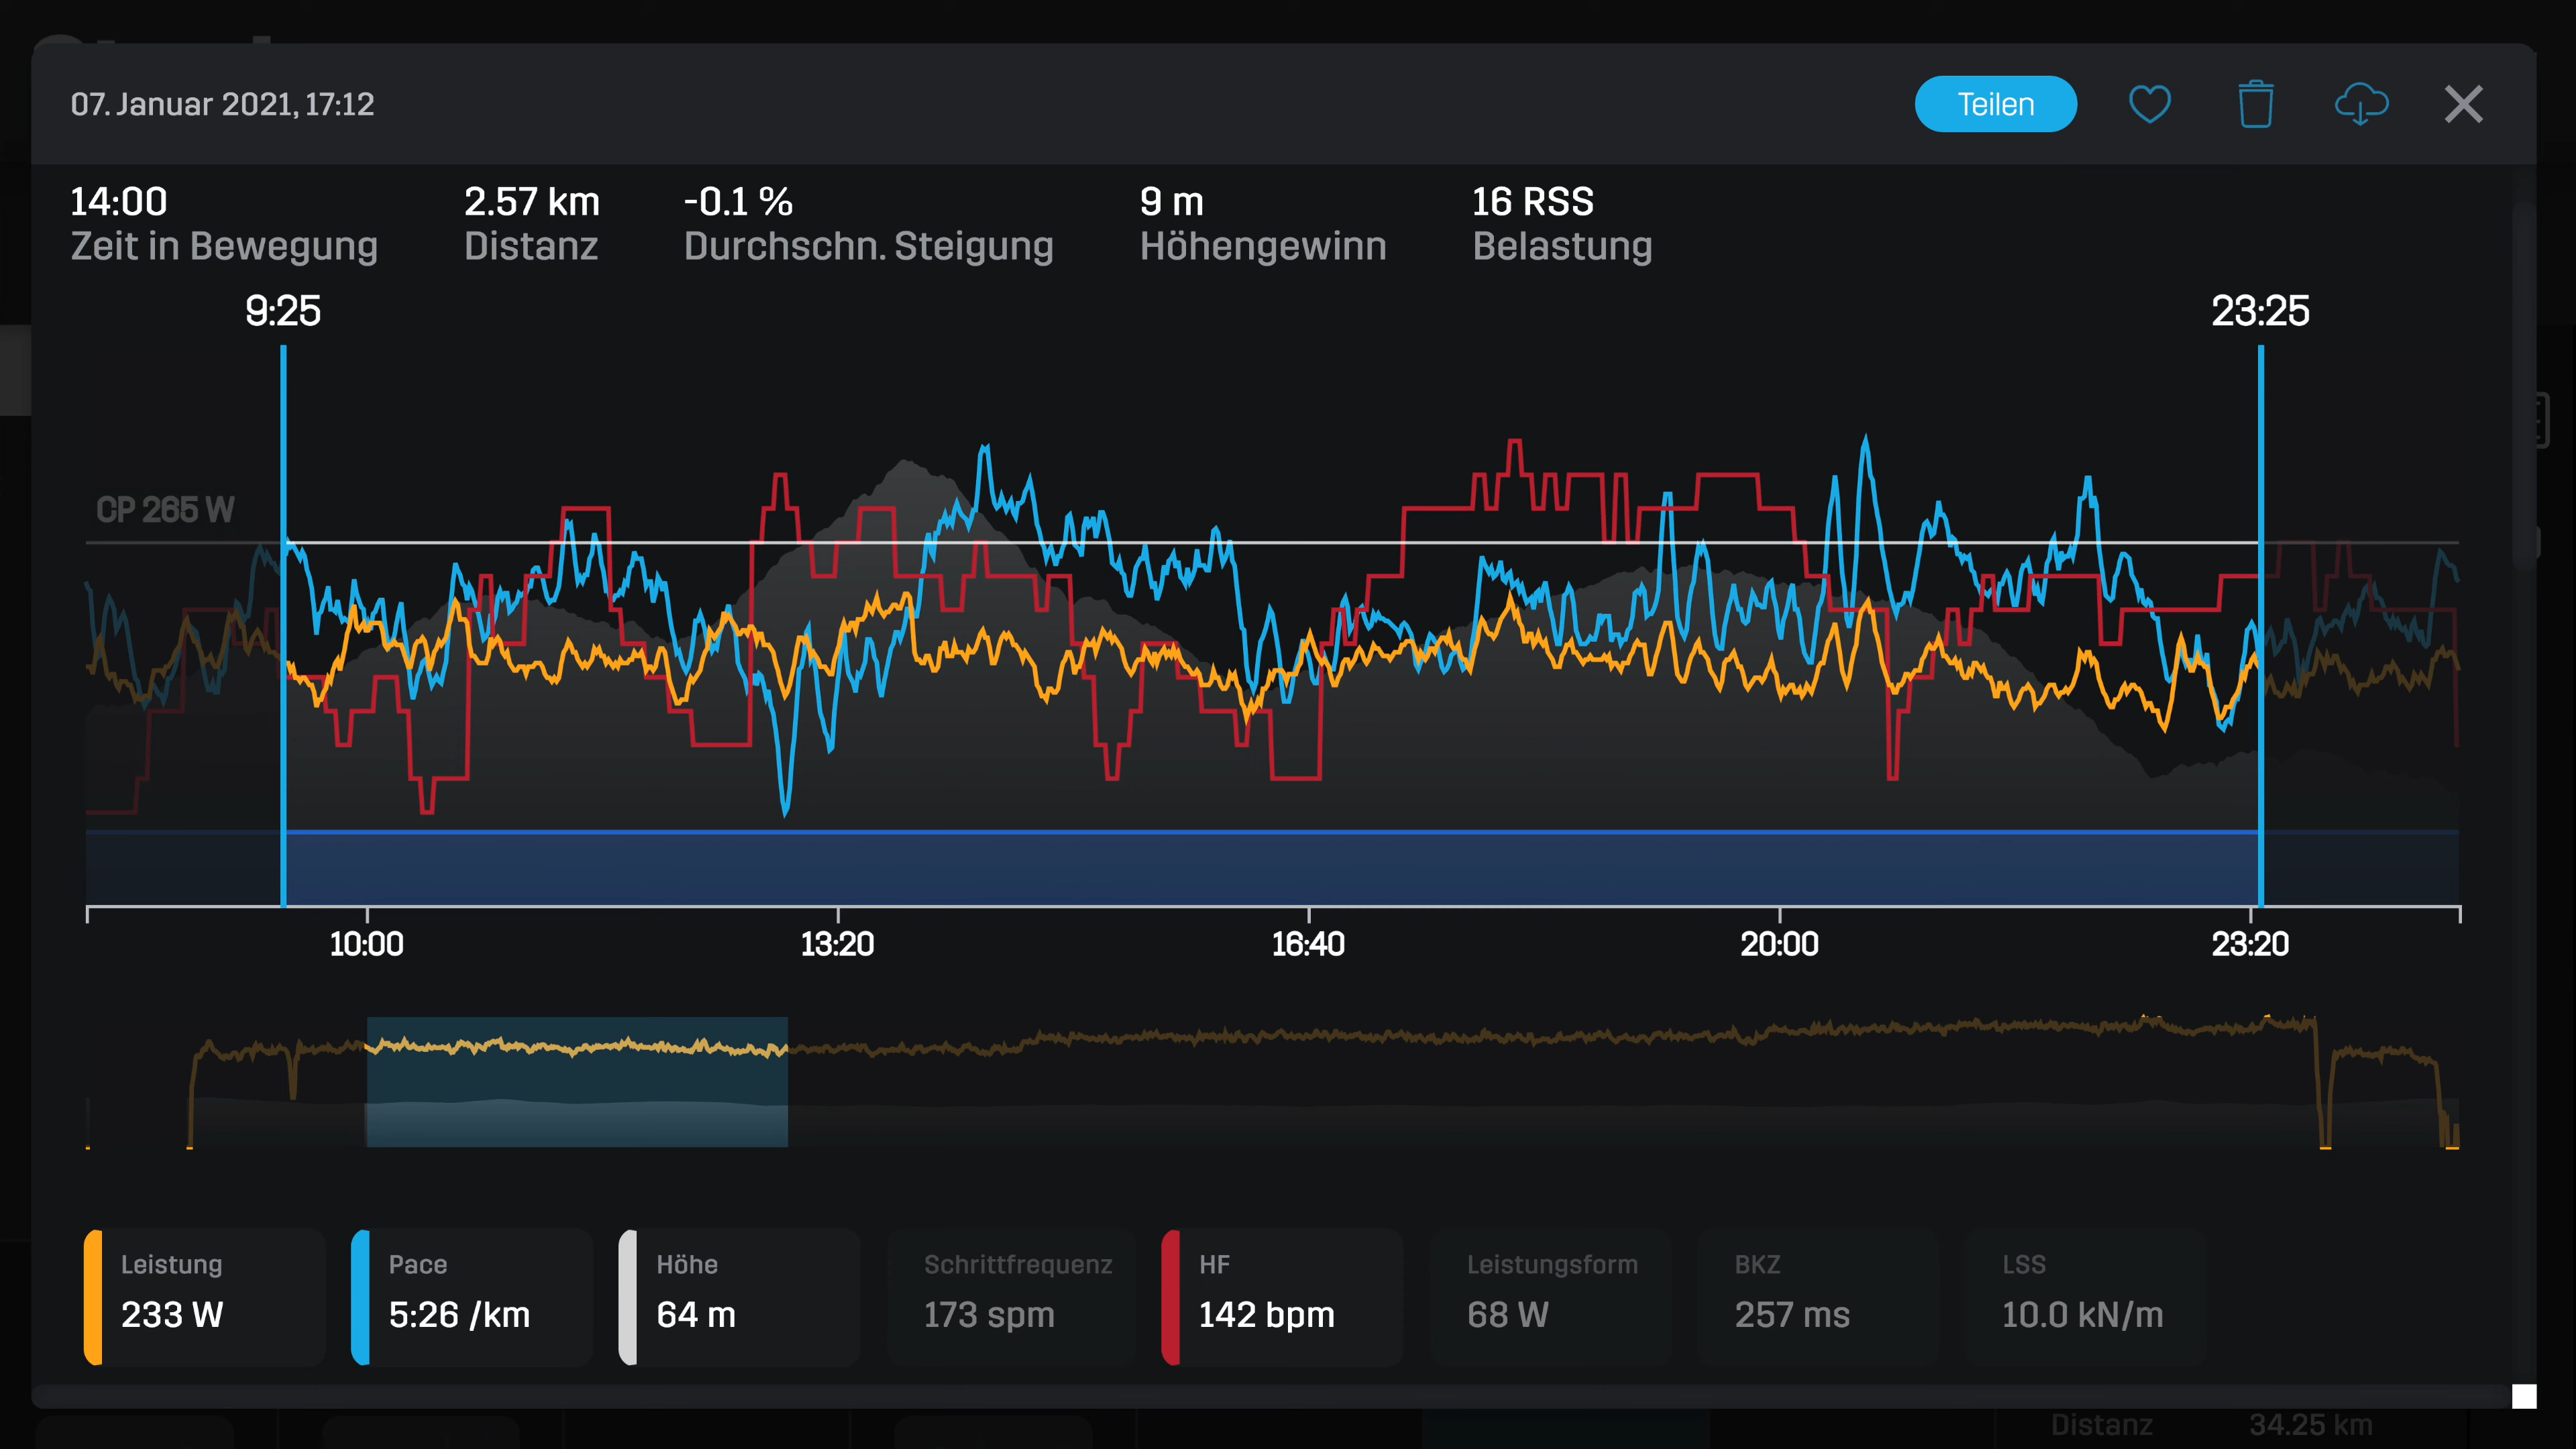 07. Januar 2021, 17:12
Teilen
14:00
2.57 km
-0.1 %
9 m
16 RSS
Zeit in Bewegung
Distanz
Durchschn. Steigung
Höhengewinn
Belastung
9:25
23:25
CP 265 W
10:00
13:20
16:40
20:00
23:20
Leistung
233 W
Pace
5:26 /km
Höhe
64 m
Schrittfrequenz
173 spm
HF
142 bpm
Leistungsform
68 W
BKZ
257 ms
LSS
10.0 kN/m
Distanz
34.25 km